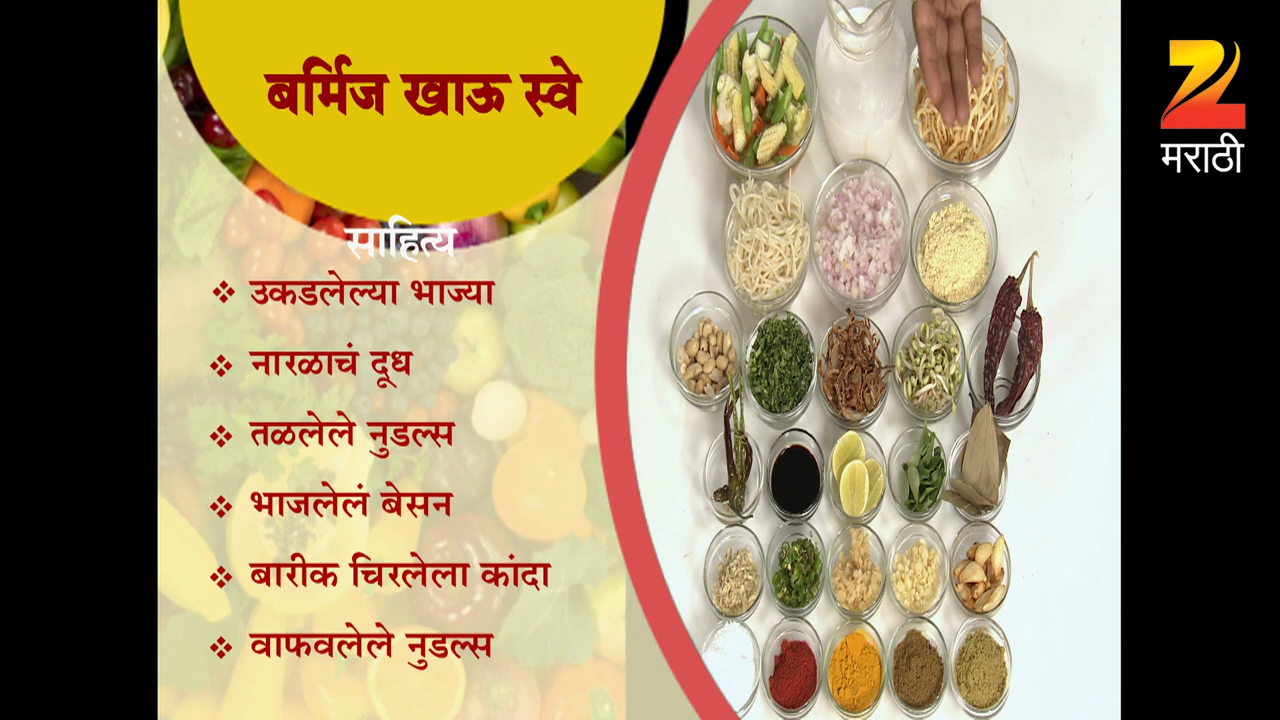 बर्मिज खाऊ स्वे
साहित्य
❖ उकडलेल्या भाज्या
❖ नारळाचं दूध
❖ तळलेले नुडल्स
❖ भाजलेलं बेसन
❖ बारीक चिरलेला कांदा
❖ वाफवलेले नुडल्स
मराठी